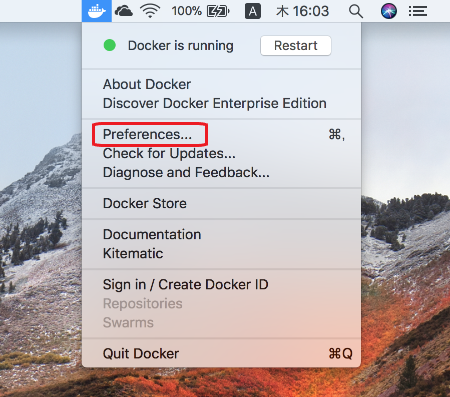 100% A 木 16:03
Docker is running Restart
About Docker
Discover Docker Enterprise Edition
Preferences... ⌘,
Check for Updates...
Diagnose and Feedback...
Docker Store
Documentation
Kitematic
Sign in / Create Docker ID
Repositories
Swarms
Quit Docker ⌘Q